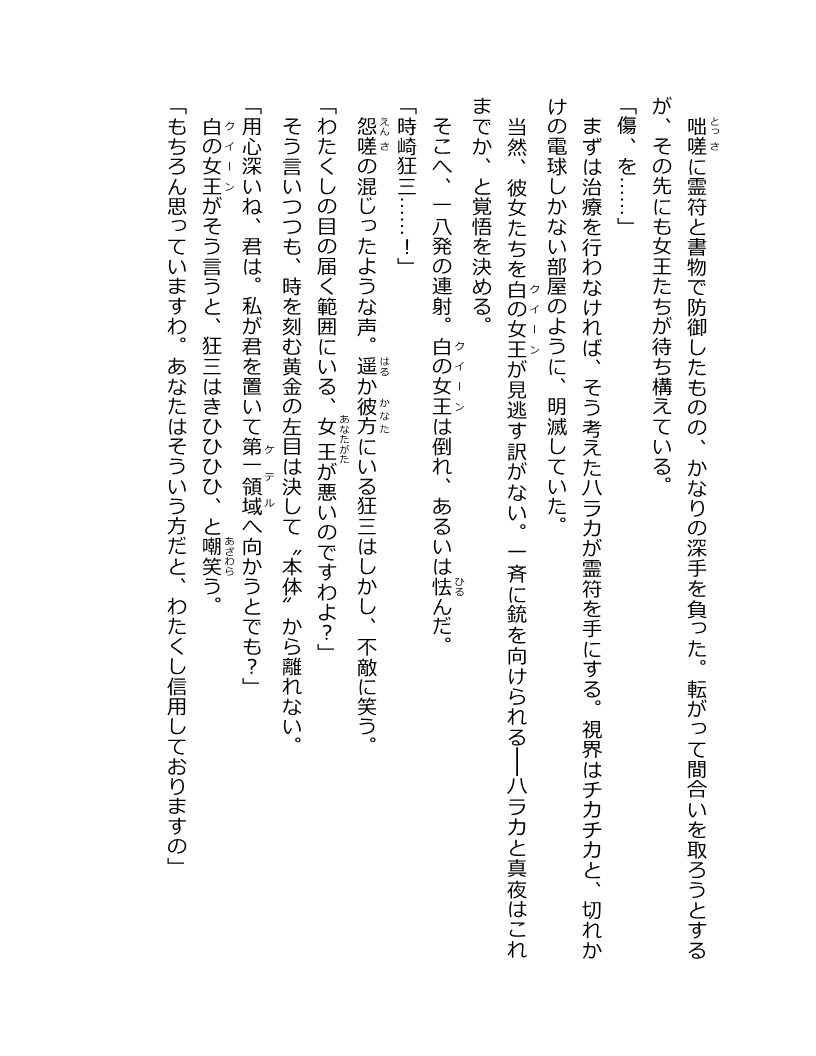 咄嗟に霊符と書物で防御したものの、かなりの深手を負った。転がって間合いを取ろうとする
が、その先にも女王たちが待ち構えている。
「傷、を……」
まずは治療を行わなければ、そう考えたハラカが霊符を手にする。視界はチカチカと、切れか
けの電球しかない部屋のように、明滅していた。
当然、彼女たちを白の女王が見逃す訳がない。一斉に銃を向けられる──ハラカと真夜はこれ
までか、と覚悟を決める。
そこへ、一八発の連射。白の女王は倒れ、あるいは怯んだ。
「時崎狂三……！」
怨嗟の混じったような声。遥か彼方にいる狂三はしかし、不敵に笑う。
「わたくしの目の届く範囲にいる、女王が悪いのですわよ？」
そう言いつつも、時を刻む黄金の左目は決して〝本体〟から離れない。
「用心深いね、君は。私が君を置いて第一領域へ向かうとでも？」
白の女王がそう言うと、狂三はきひひひひ、と嘲笑う。
「もちろん思っていますわ。あなたはそういう方だと、わたくし信用しておりますの」